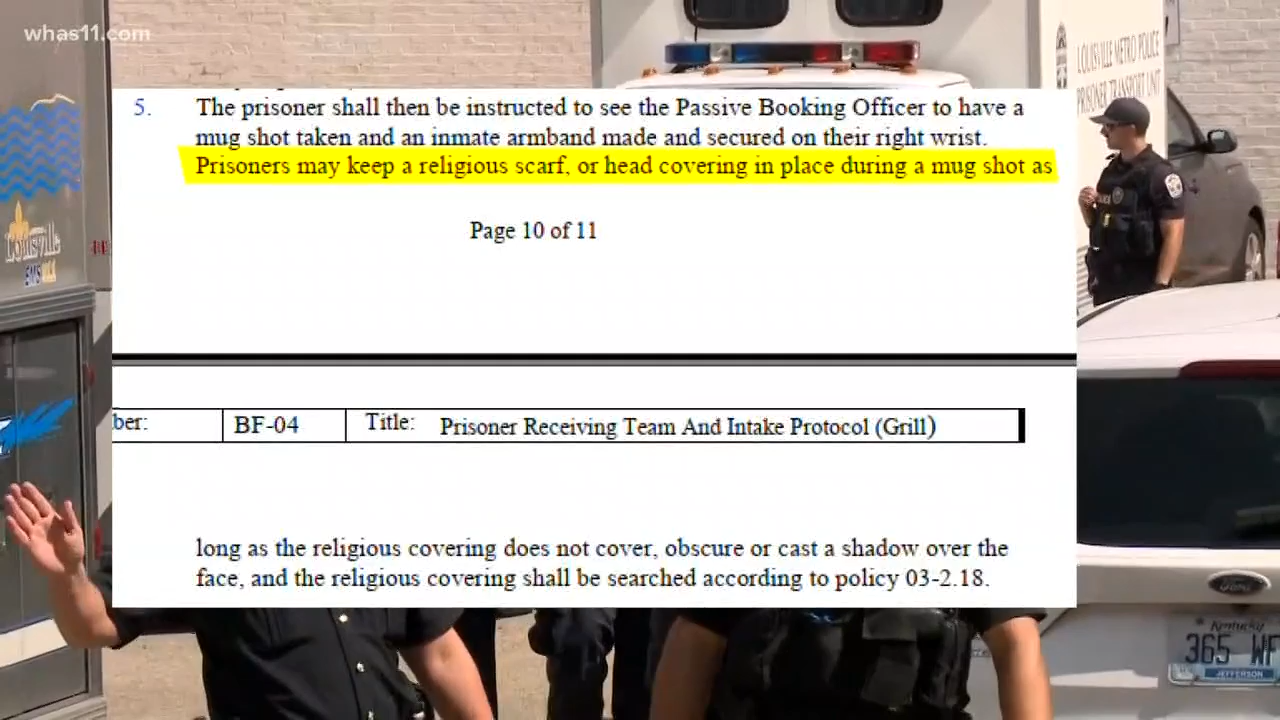 whas11.com
LOUISVILLE METRO POLICE
PRISONER TRANSPORT UNIT
5. The prisoner shall then be instructed to see the Passive Booking Officer to have a
mug shot taken and an inmate armband made and secured on their right wrist.
Prisoners may keep a religious scarf, or head covering in place during a mug shot as
Page 10 of 11
Louisville
EMS
ber: BF-04 Title: Prisoner Receiving Team And Intake Protocol (Grill)
long as the religious covering does not cover, obscure or cast a shadow over the
face, and the religious covering shall be searched according to policy 03-2.18.
Ford
Kentucky
365 WF
JEFFERSON